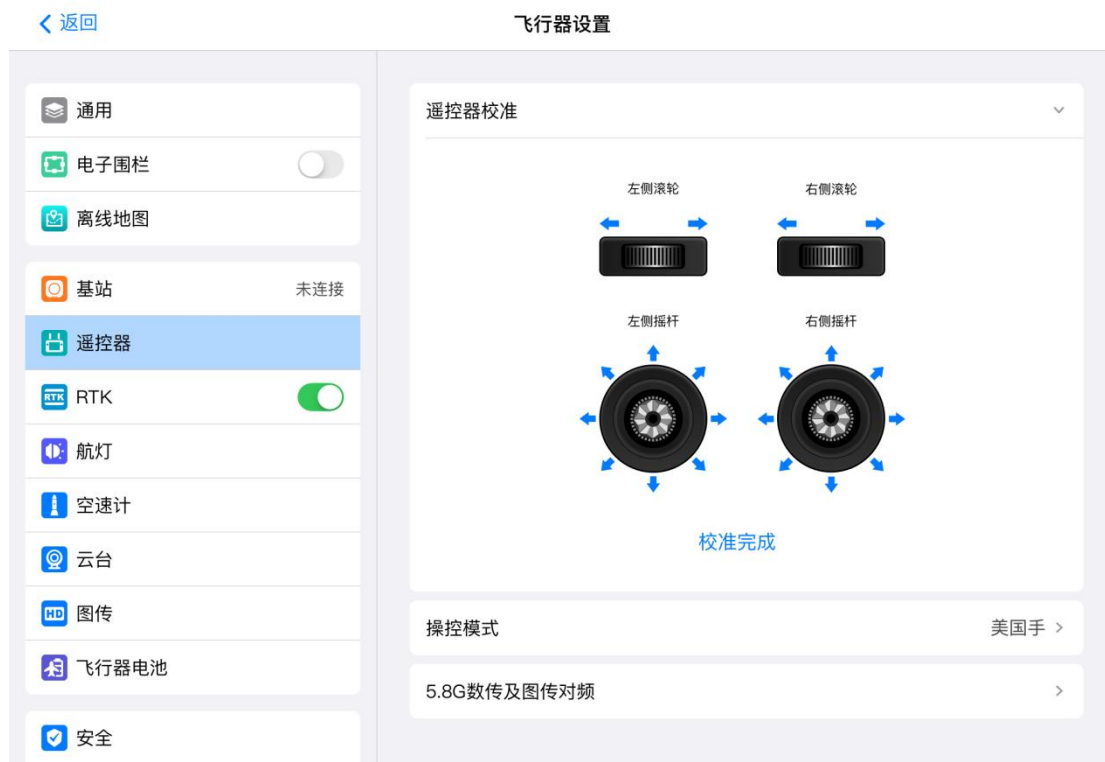 返回
飞行器设置
通用
电子围栏
离线地图
基站 未连接
遥控器
RTK RTK
航灯
空速计
云台
HD 图传
飞行器电池
安全
遥控器校准
左侧滚轮 右侧滚轮
左侧摇杆 右侧摇杆
校准完成
操控模式 美国手
5.8G数传及图传对频